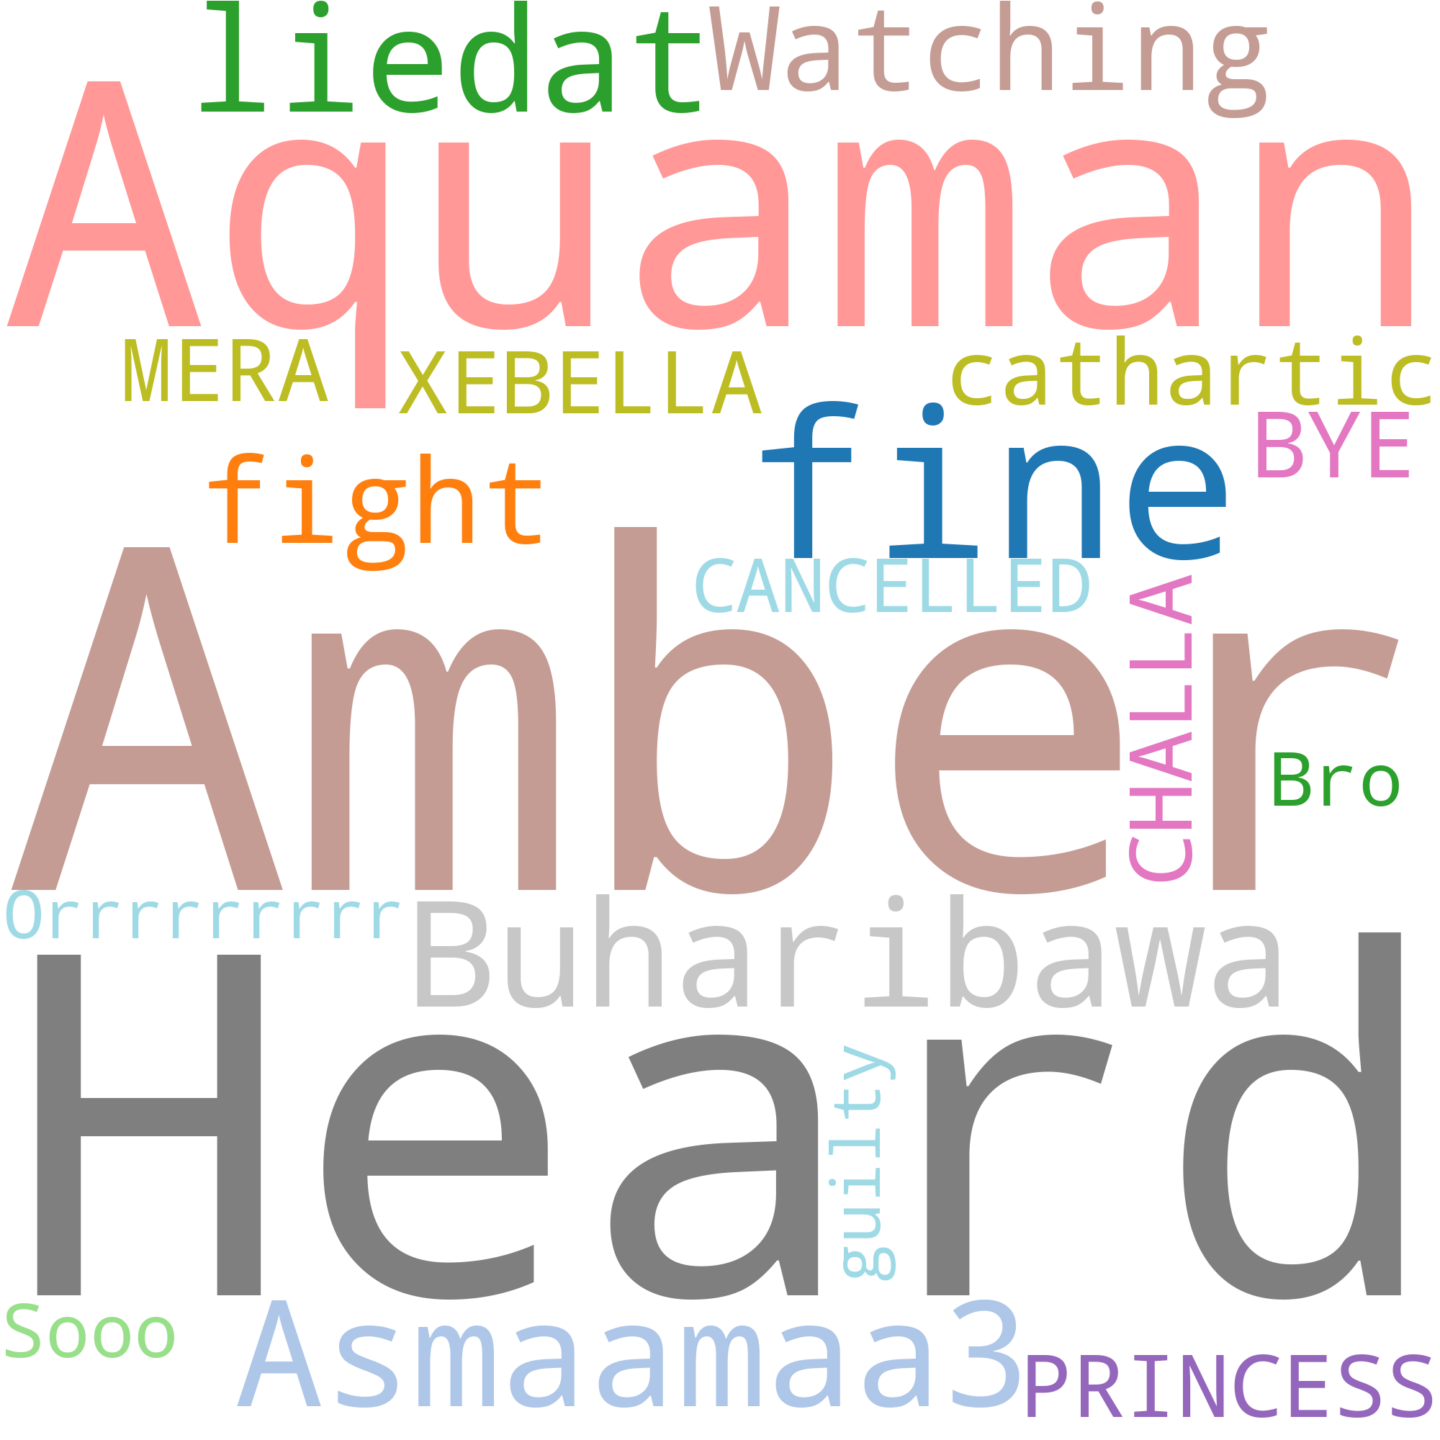 liedat Watching
Aquaman
MERA XEBELLA cathartic
fine BYE
fight
CANCELLED
Amber
CHALLA
Bro
Orrrrrrrrr
Buharibawa
Heard
guilty
Sooo
Asmaamaa3
PRINCESS